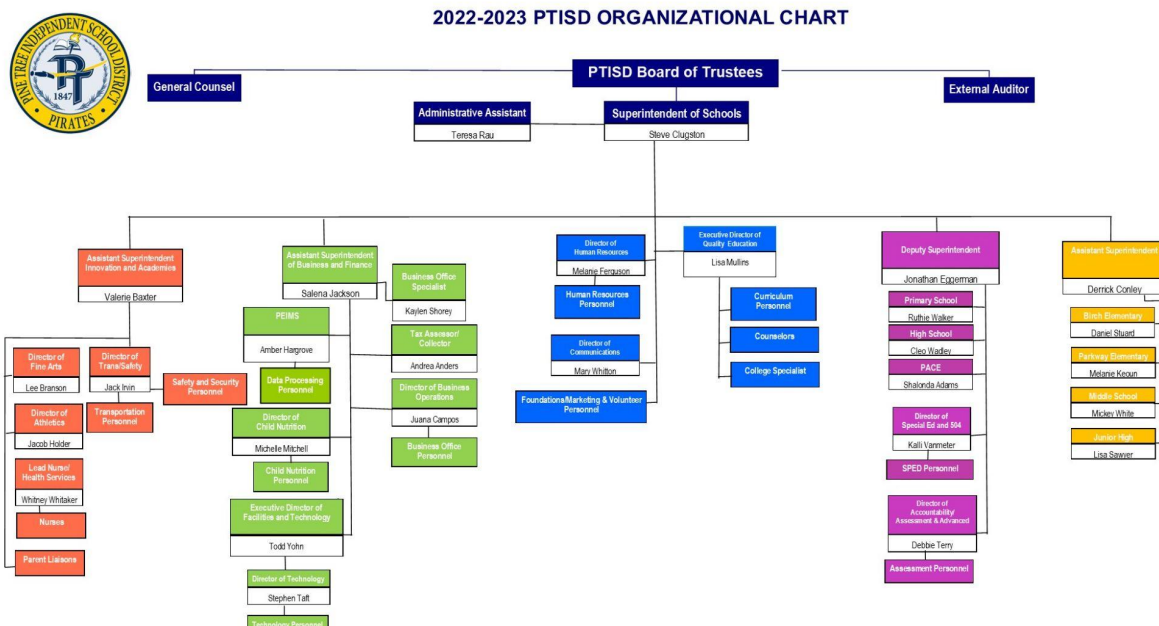 2022-2023 PTISD ORGANIZATIONAL CHART
PINE TREE INDEPENDENT SCHOOL DISTRICT
PT
1847
PIRATES
PTISD Board of Trustees
General Counsel
External Auditor
Administrative Assistant
Teresa Rau
Superintendent of Schools
Steve Clugston
Assistant Superintendent
Innovation and Academies
Valerie Baxter
Director of
Fine Arts
Lee Branson
Director of
Trans/Safety
Jack Irvin
Safety and Security
Personnel
Transportation
Personnel
Director of
Athletics
Jacob Holder
Lead Nurse/
Health Services
Whitney Whitaker
Nurses
Parent Liaisons
Assistant Superintendent
of Business and Finance
Salena Jackson
Business Office
Specialist
Kaylen Shorey
PEIMS
Amber Hargrove
Data Processing
Personnel
Tax Assessor/
Collector
Andrea Anders
Director of Business
Operations
Juana Campos
Business Office
Personnel
Director of
Child Nutrition
Michelle Mitchell
Child Nutrition
Personnel
Executive Director of
Facilities and Technology
Todd Yohn
Director of Technology
Stephen Taft
Technology Personnel
Director of
Human Resources
Melanie Ferguson
Human Resources
Personnel
Director of
Communications
Mary Whitton
Foundations/Marketing & Volunteer
Personnel
Executive Director of
Quality Education
Lisa Mullins
Curriculum
Personnel
Counselors
College Specialist
Deputy Superintendent
Jonathan Eggerman
Primary School
Ruthie Walker
High School
Cleo Wadley
PACE
Shalonda Adams
Director of
Special Ed and 504
Kalli Vanmeter
SPED Personnel
Director of
Accountability/
Assessment & Advanced
Debbie Terry
Assessment Personnel
Assistant Superintendent
Derrick Conley
Birch Elementary
Daniel Stuard
Parkway Elementary
Melanie Keoun
Middle School
Mickey White
Junior High
Lisa Sawyer